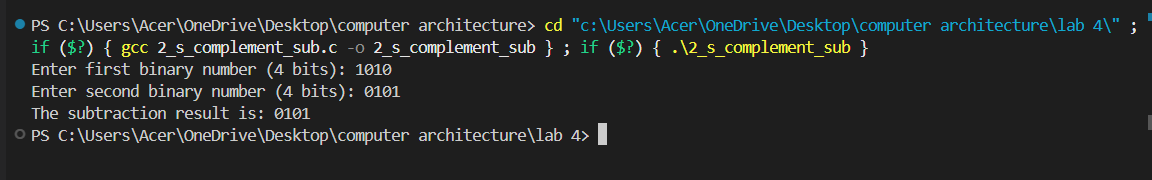 PS C:\Users\Acer\OneDrive\Desktop\computer architecture> cd "c:\Users\Acer\OneDrive\Desktop\computer architecture\lab 4\" ;
if ($?) { gcc 2_s_complement_sub.c -o 2_s_complement_sub } ; if ($?) { .\2_s_complement_sub }
Enter first binary number (4 bits): 1010
Enter second binary number (4 bits): 0101
The subtraction result is: 0101
PS C:\Users\Acer\OneDrive\Desktop\computer architecture\lab 4>